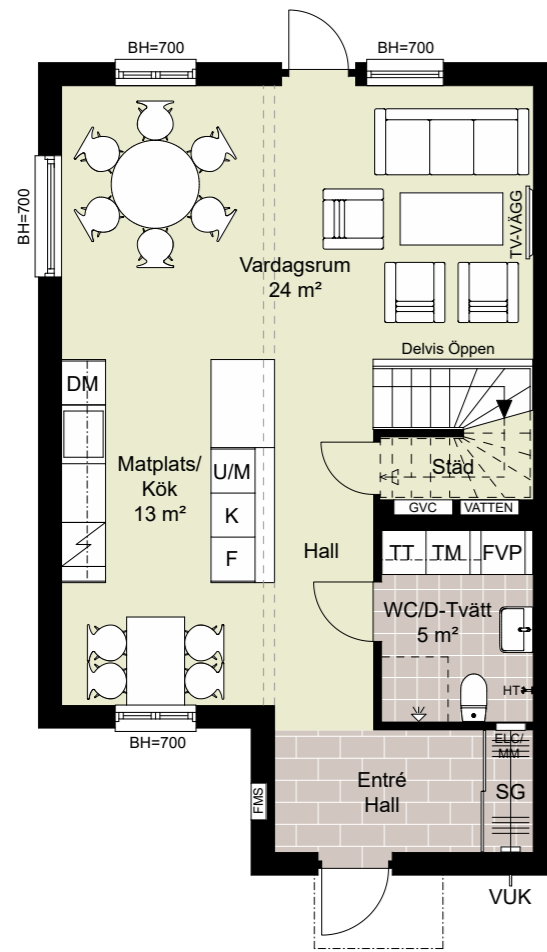 BH=700
BH=700
BH=700
TV-VÄGG
Vardagsrum
24 m²
Delvis Öppen
DM
Matplats/
Kök
13 m²
U/M
K
F
Städ
GVC
VATTEN
Hall
TT
TM
FVP
WC/D-Tvätt
5 m²
HT
BH=700
ELC/
MM
Entré
Hall
SG
FMS
VUK